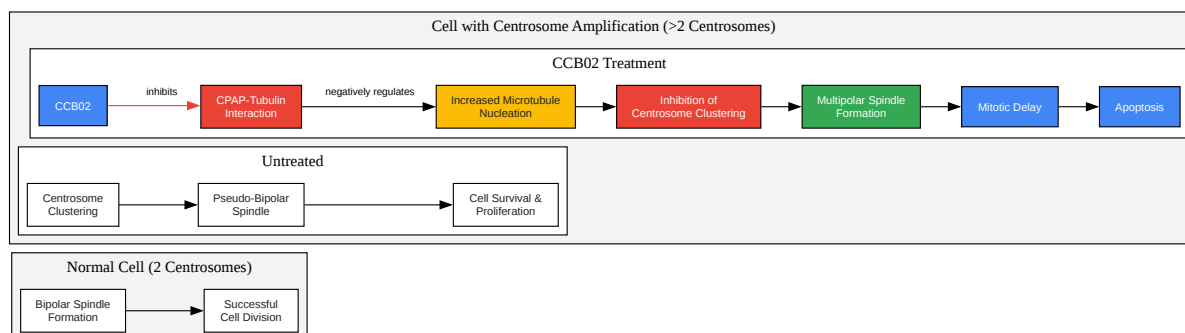 Cell with Centrosome Amplification (>2 Centrosomes)
CCB02 Treatment
CCB02
inhibits
CPAP-Tubulin
Interaction
negatively regulates
Increased Microtubule
Nucleation
Inhibition of
Centrosome Clustering
Multipolar Spindle
Formation
Mitotic Delay
Apoptosis
Untreated
Centrosome
Clustering
Pseudo-Bipolar
Spindle
Cell Survival &
Proliferation
Normal Cell (2 Centrosomes)
Bipolar Spindle
Formation
Successful
Cell Division